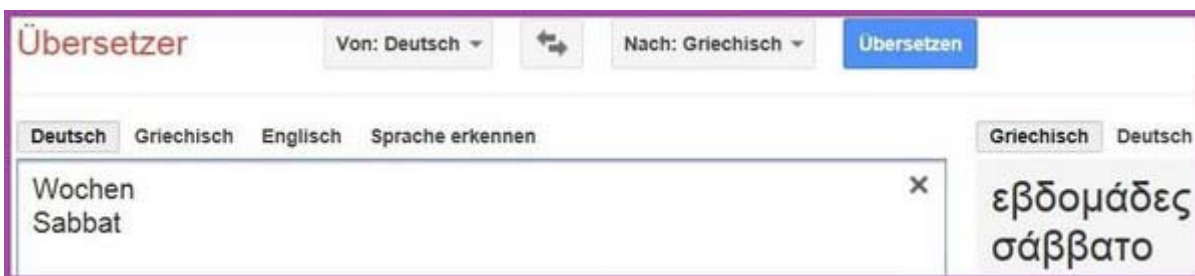 Übersetzer Von: Deutsch Nach: Griechisch Übersetzen
Deutsch Griechisch Englisch Sprache erkennen Griechisch Deutsch
Wochen
Sabbat
εβδομάδες
σάββατο